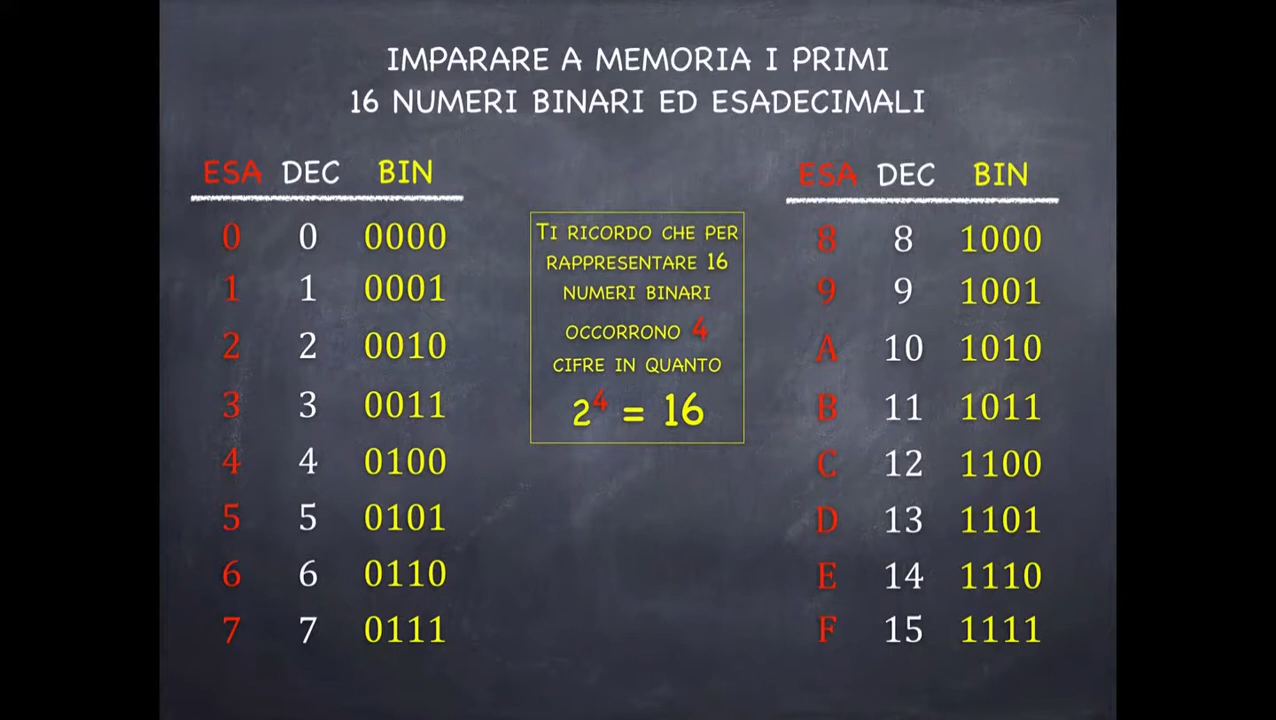 IMPARARE A MEMORIA I PRIMI
16 NUMERI BINARI ED ESADECIMALI
ESA DEC BIN
0 0 0000
1 1 0001
2 2 0010
3 3 0011
4 4 0100
5 5 0101
6 6 0110
7 7 0111
TI RICORDO CHE PER
RAPPRESENTARE 16
NUMERI BINARI
OCCORRONO 4
CIFRE IN QUANTO
2⁴ = 16
ESA DEC BIN
8 8 1000
9 9 1001
A 10 1010
B 11 1011
C 12 1100
D 13 1101
E 14 1110
F 15 1111